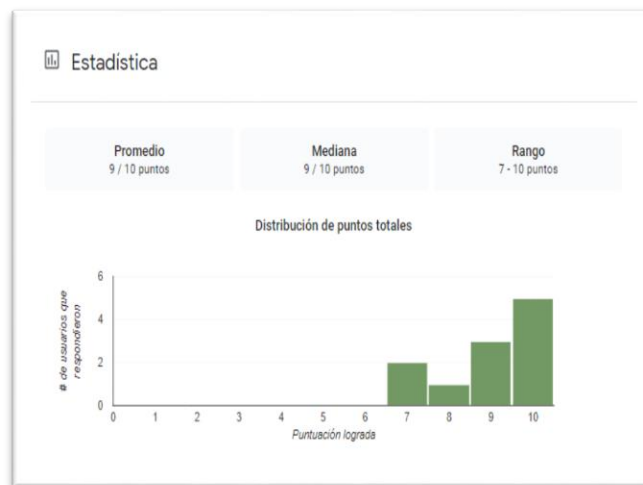 Estadística
Promedio
9 / 10 puntos
Mediana
9 / 10 puntos
Rango
7 - 10 puntos
Distribución de puntos totales
# de usuarios que
respondieron
6
4
2
0
0 1 2 3 4 5 6 7 8 9 10
Puntuación lograda